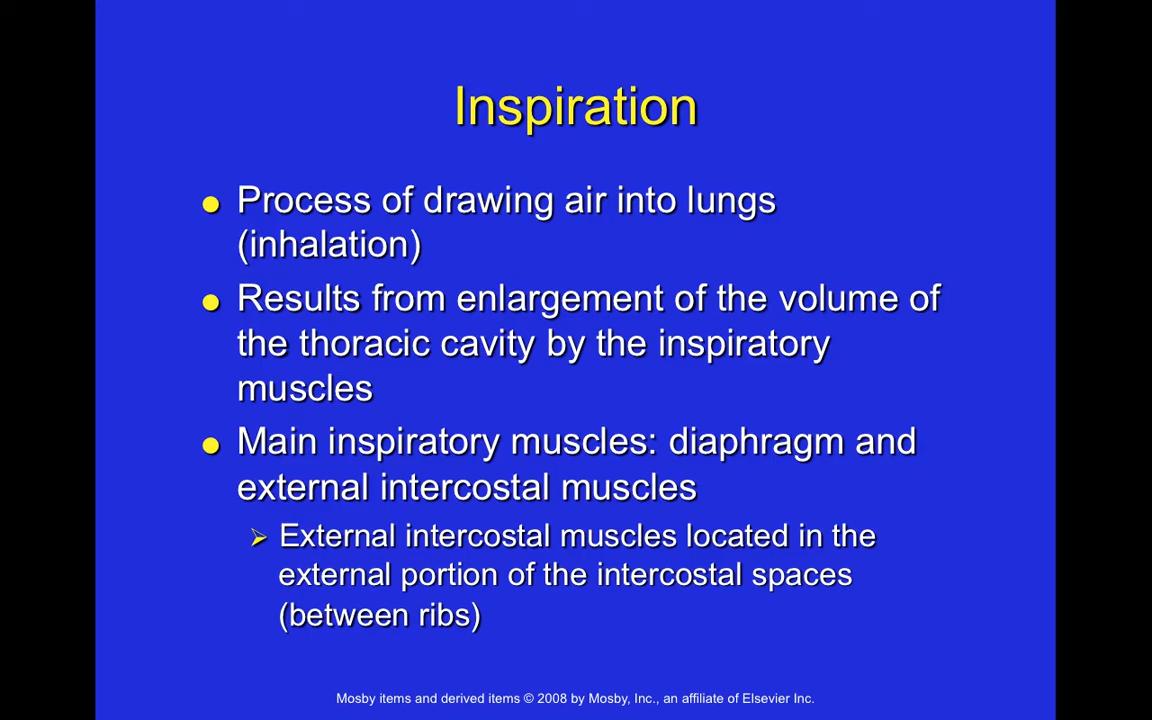 Inspiration
Process of drawing air into lungs
(inhalation)
Results from enlargement of the volume of
the thoracic cavity by the inspiratory
muscles
Main inspiratory muscles: diaphragm and
external intercostal muscles
External intercostal muscles located in the
external portion of the intercostal spaces
(between ribs)
Mosby items and derived items © 2008 by Mosby, Inc., an affiliate of Elsevier Inc.